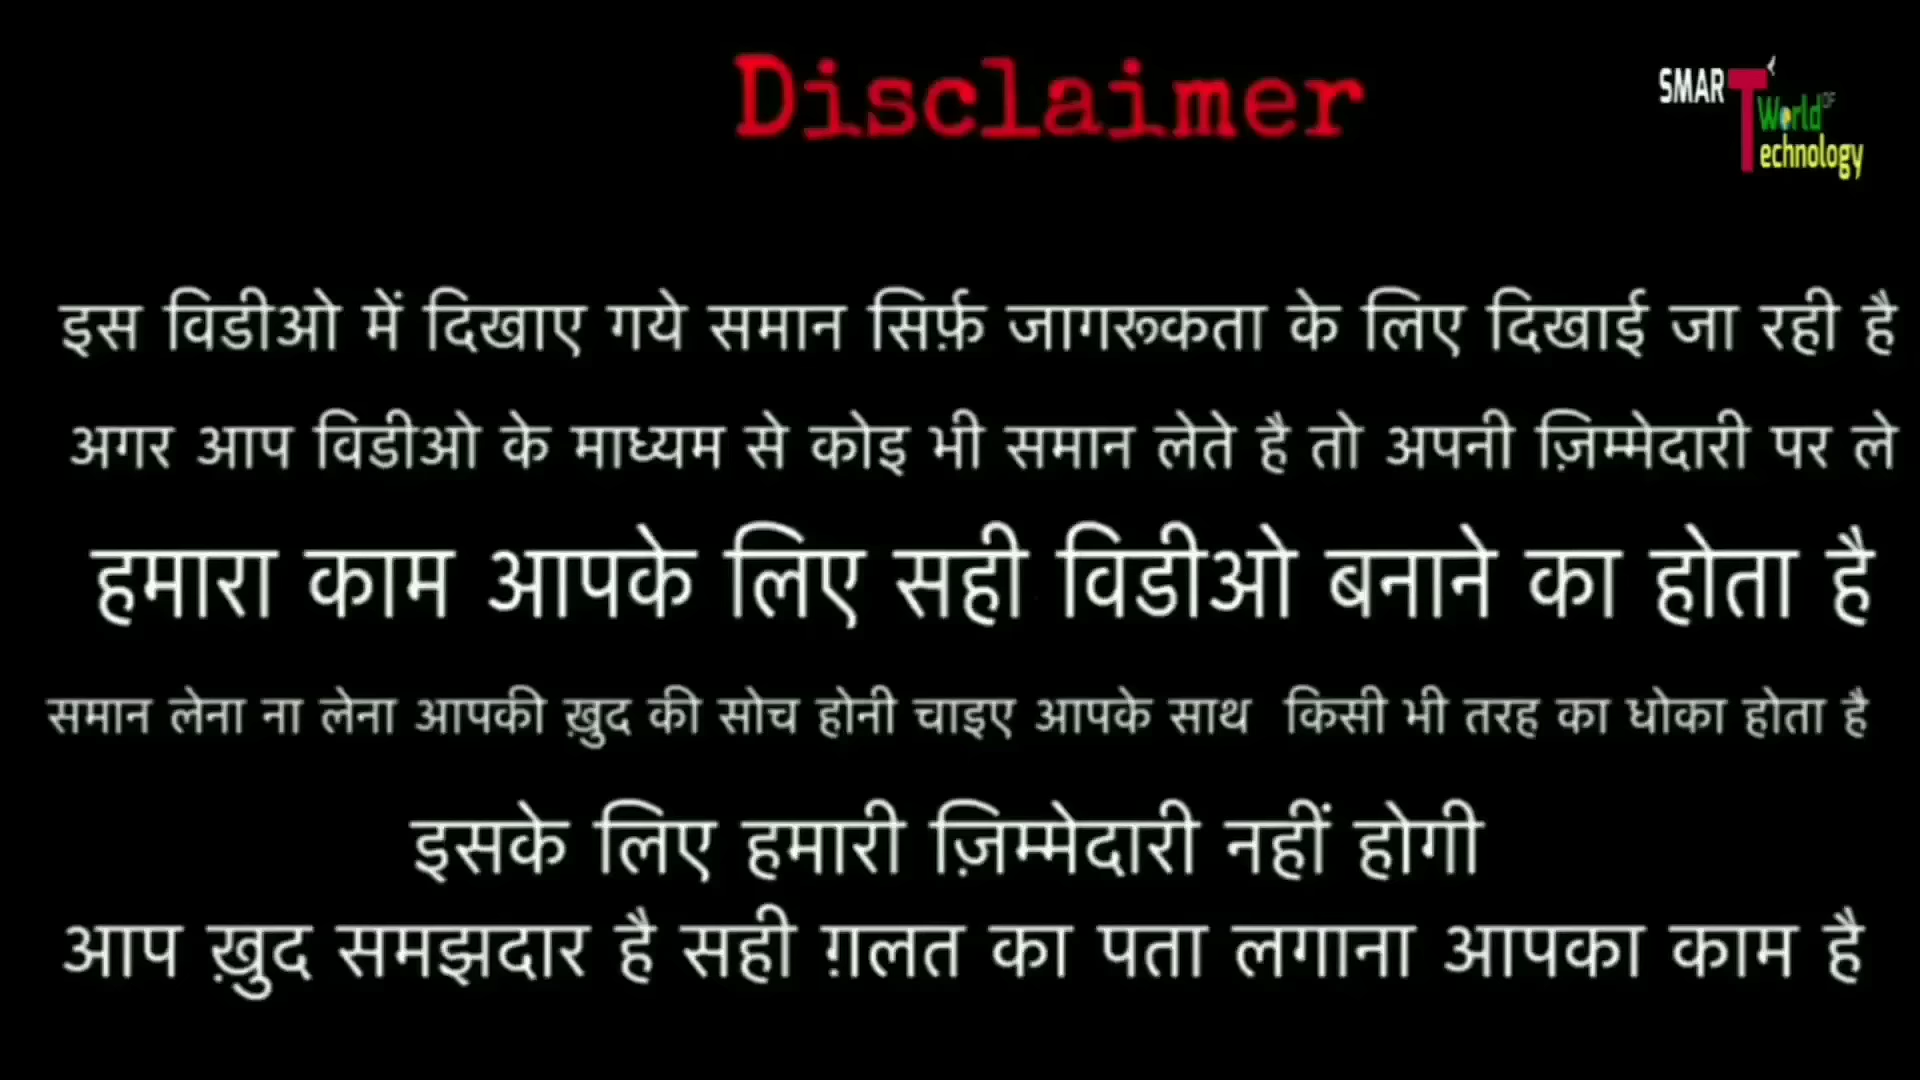 Disclaimer
SMART World OF Technology
इस विडीओ में दिखाए गये समान सिर्फ़ जागरूकता के लिए दिखाई जा रही है
अगर आप विडीओ के माध्यम से कोइ भी समान लेते है तो अपनी ज़िम्मेदारी पर ले
हमारा काम आपके लिए सही विडीओ बनाने का होता है
समान लेना ना लेना आपकी ख़ुद की सोच होनी चाइए आपके साथ किसी भी तरह का धोका होता है
इसके लिए हमारी ज़िम्मेदारी नहीं होगी
आप ख़ुद समझदार है सही ग़लत का पता लगाना आपका काम है